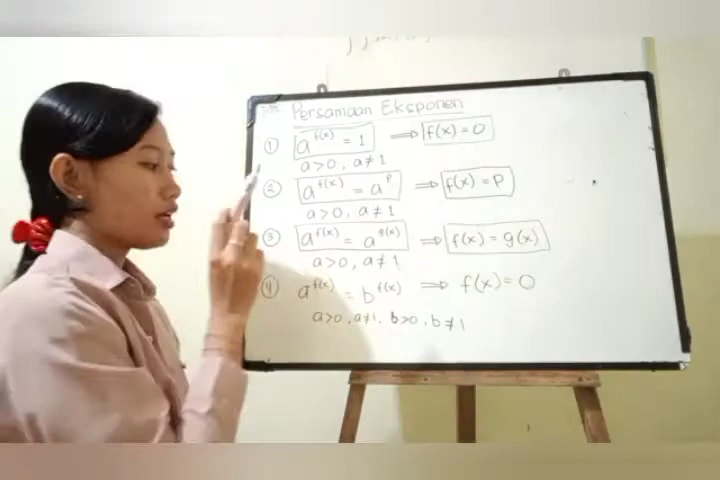 Persamaan Eksponen
① a^f(x) = 1 ⟹ f(x) = 0
a>0, a≠1
② a^f(x) = a^p ⟹ f(x) = P
a>0, a≠1
③ a^f(x) = a^g(x) ⟹ f(x) = g(x)
a>0, a≠1
④ a^f(x) = b^f(x) ⟹ f(x) = 0
a>0, a≠1, b>0, b≠1